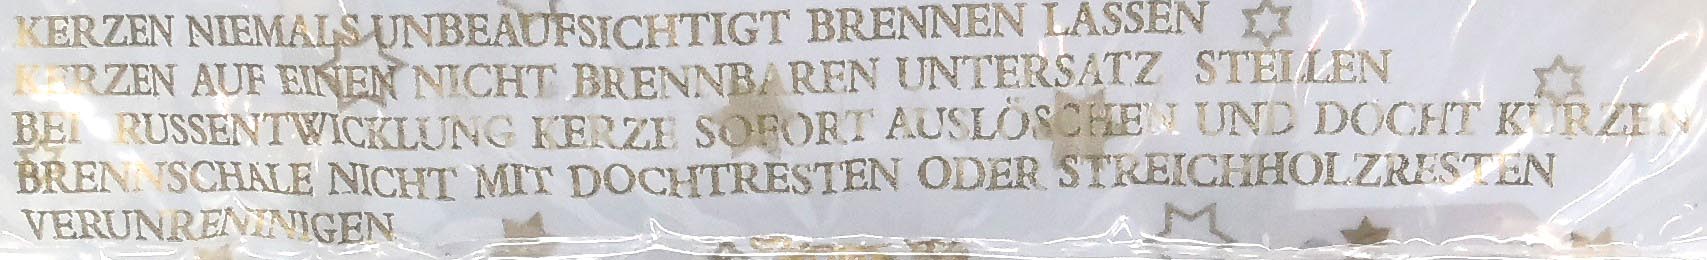 KERZEN NIEMALS UNBEAUFSICHTIGT BRENNEN LASSEN
KERZEN AUF EINEN NICHT BRENNBAREN UNTERSATZ STELLEN
BEI RUSSENTWICKLUNG KERZE SOFORT AUSLÖSCHEN UND DOCHT KÜRZEN
BRENNSCHALE NICHT MIT DOCHTRESTEN ODER STREICHHOLZRESTEN
VERUNRENINIGEN